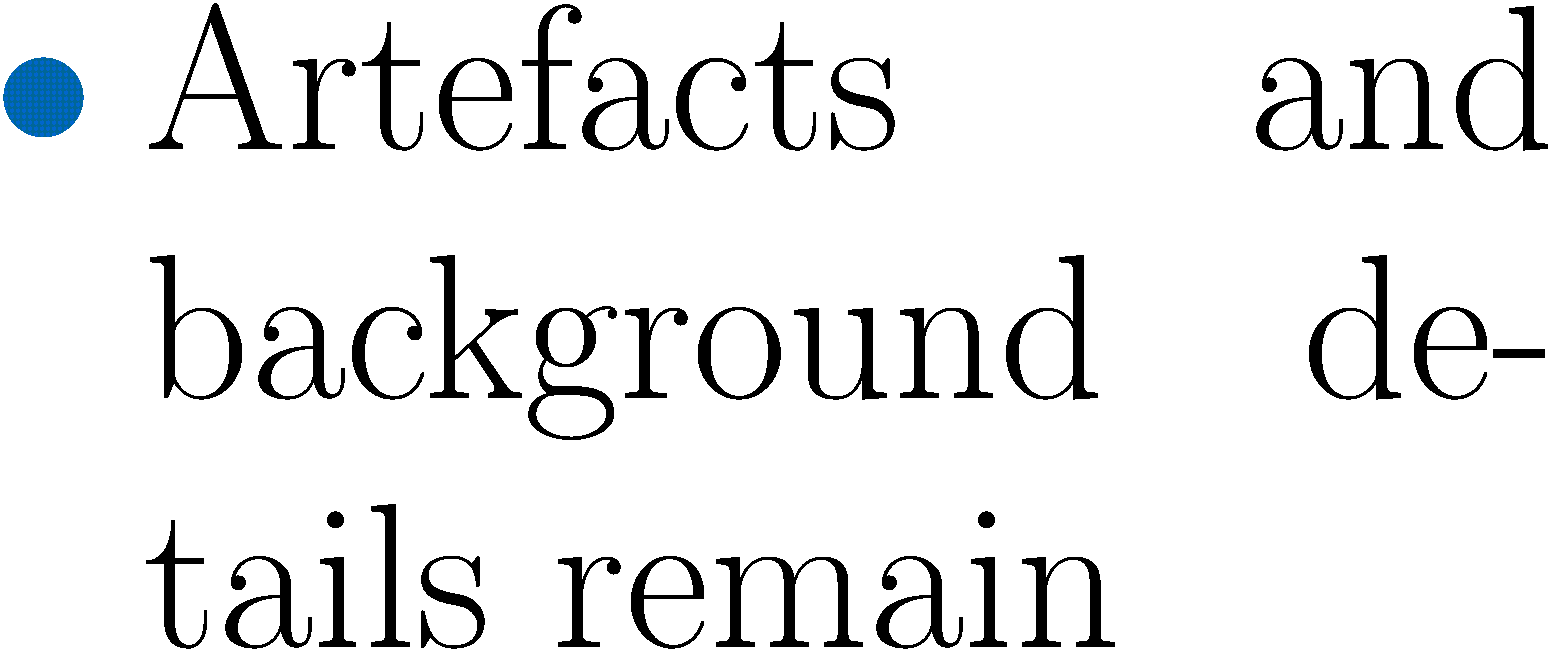 • Artefacts and
background de-
tails remain